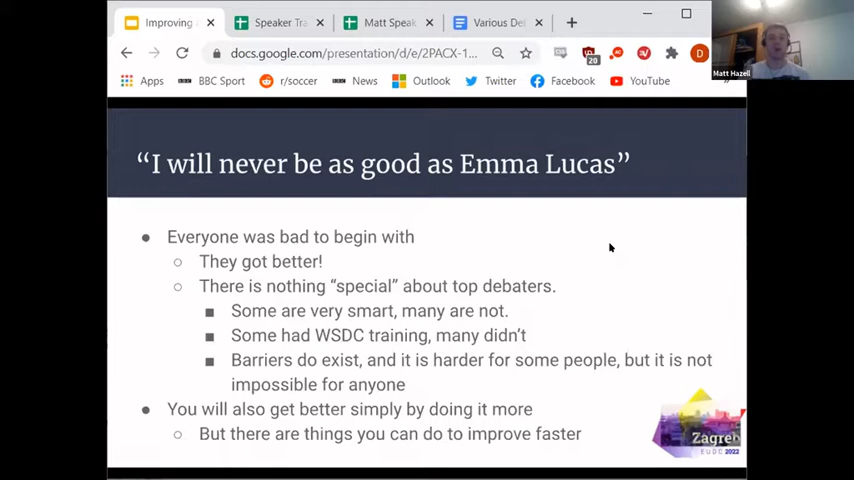 Improving
Speaker Tra
Matt Speak
Various De
docs.google.com/presentation/d/e/2PACX-1...
20
D
Apps
BBC Sport
r/soccer
News
Outlook
Twitter
Facebook
YouTube
»
Matt Hazell
“I will never be as good as Emma Lucas”
● Everyone was bad to begin with
○ They got better!
○ There is nothing “special” about top debaters.
■ Some are very smart, many are not.
■ Some had WSDC training, many didn’t
■ Barriers do exist, and it is harder for some people, but it is not
impossible for anyone
● You will also get better simply by doing it more
○ But there are things you can do to improve faster
Zagreb
EUDC 2022